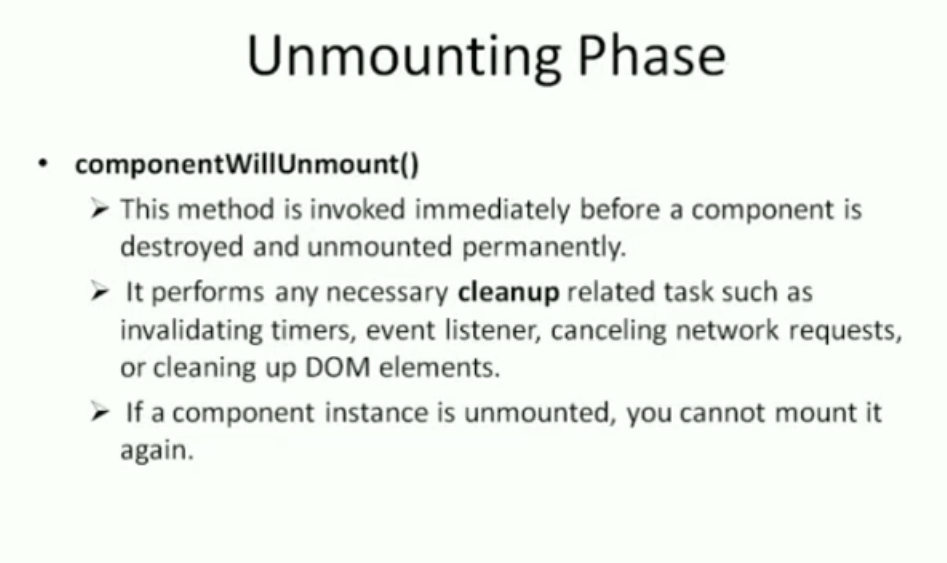 Unmounting Phase
• componentWillUnmount()
➤ This method is invoked immediately before a component is
destroyed and unmounted permanently.
➤ It performs any necessary cleanup related task such as
invalidating timers, event listener, canceling network requests,
or cleaning up DOM elements.
➤ If a component instance is unmounted, you cannot mount it
again.